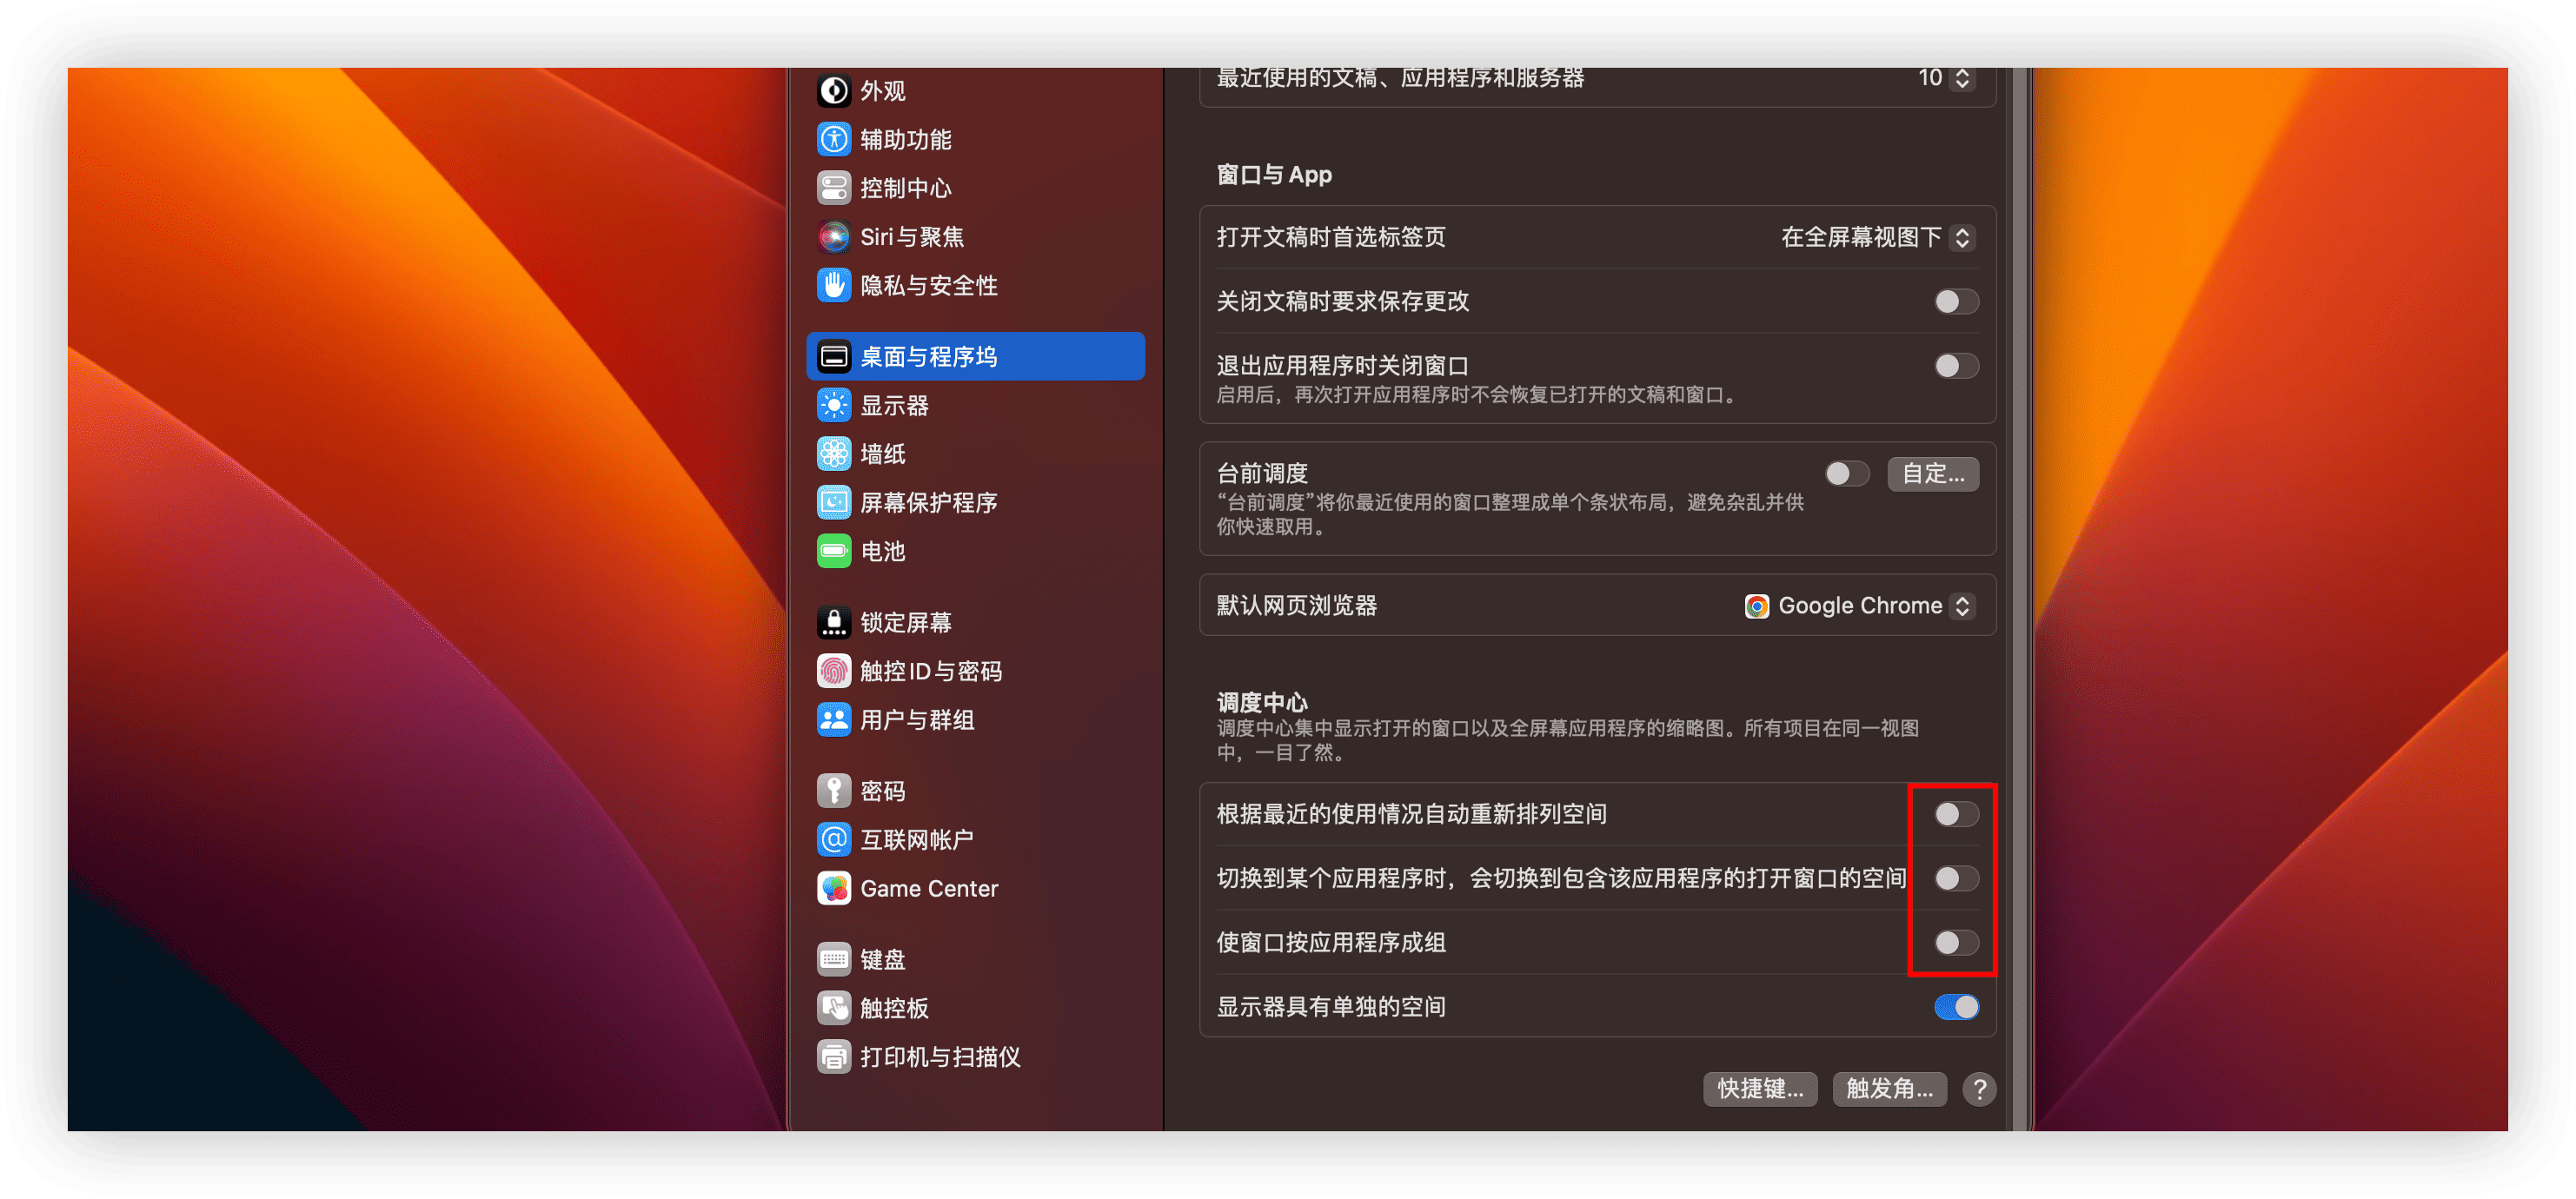 外观
辅助功能
控制中心
Siri与聚焦
隐私与安全性
桌面与程序坞
显示器
墙纸
屏幕保护程序
电池
锁定屏幕
触控ID与密码
用户与群组
密码
互联网帐户
Game Center
键盘
触控板
打印机与扫描仪
最近使用的文稿、应用程序和服务器 10
窗口与 App
打开文稿时首选标签页 在全屏幕视图下
关闭文稿时要求保存更改
退出应用程序时关闭窗口
启用后，再次打开应用程序时不会恢复已打开的文稿和窗口。
台前调度 自定...
“台前调度”将你最近使用的窗口整理成单个条状布局，避免杂乱并供
你快速取用。
默认网页浏览器 Google Chrome
调度中心
调度中心集中显示打开的窗口以及全屏幕应用程序的缩略图。所有项目在同一视图
中，一目了然。
根据最近的使用情况自动重新排列空间
切换到某个应用程序时，会切换到包含该应用程序的打开窗口的空间
使窗口按应用程序成组
显示器具有单独的空间
快捷键... 触发角... ?